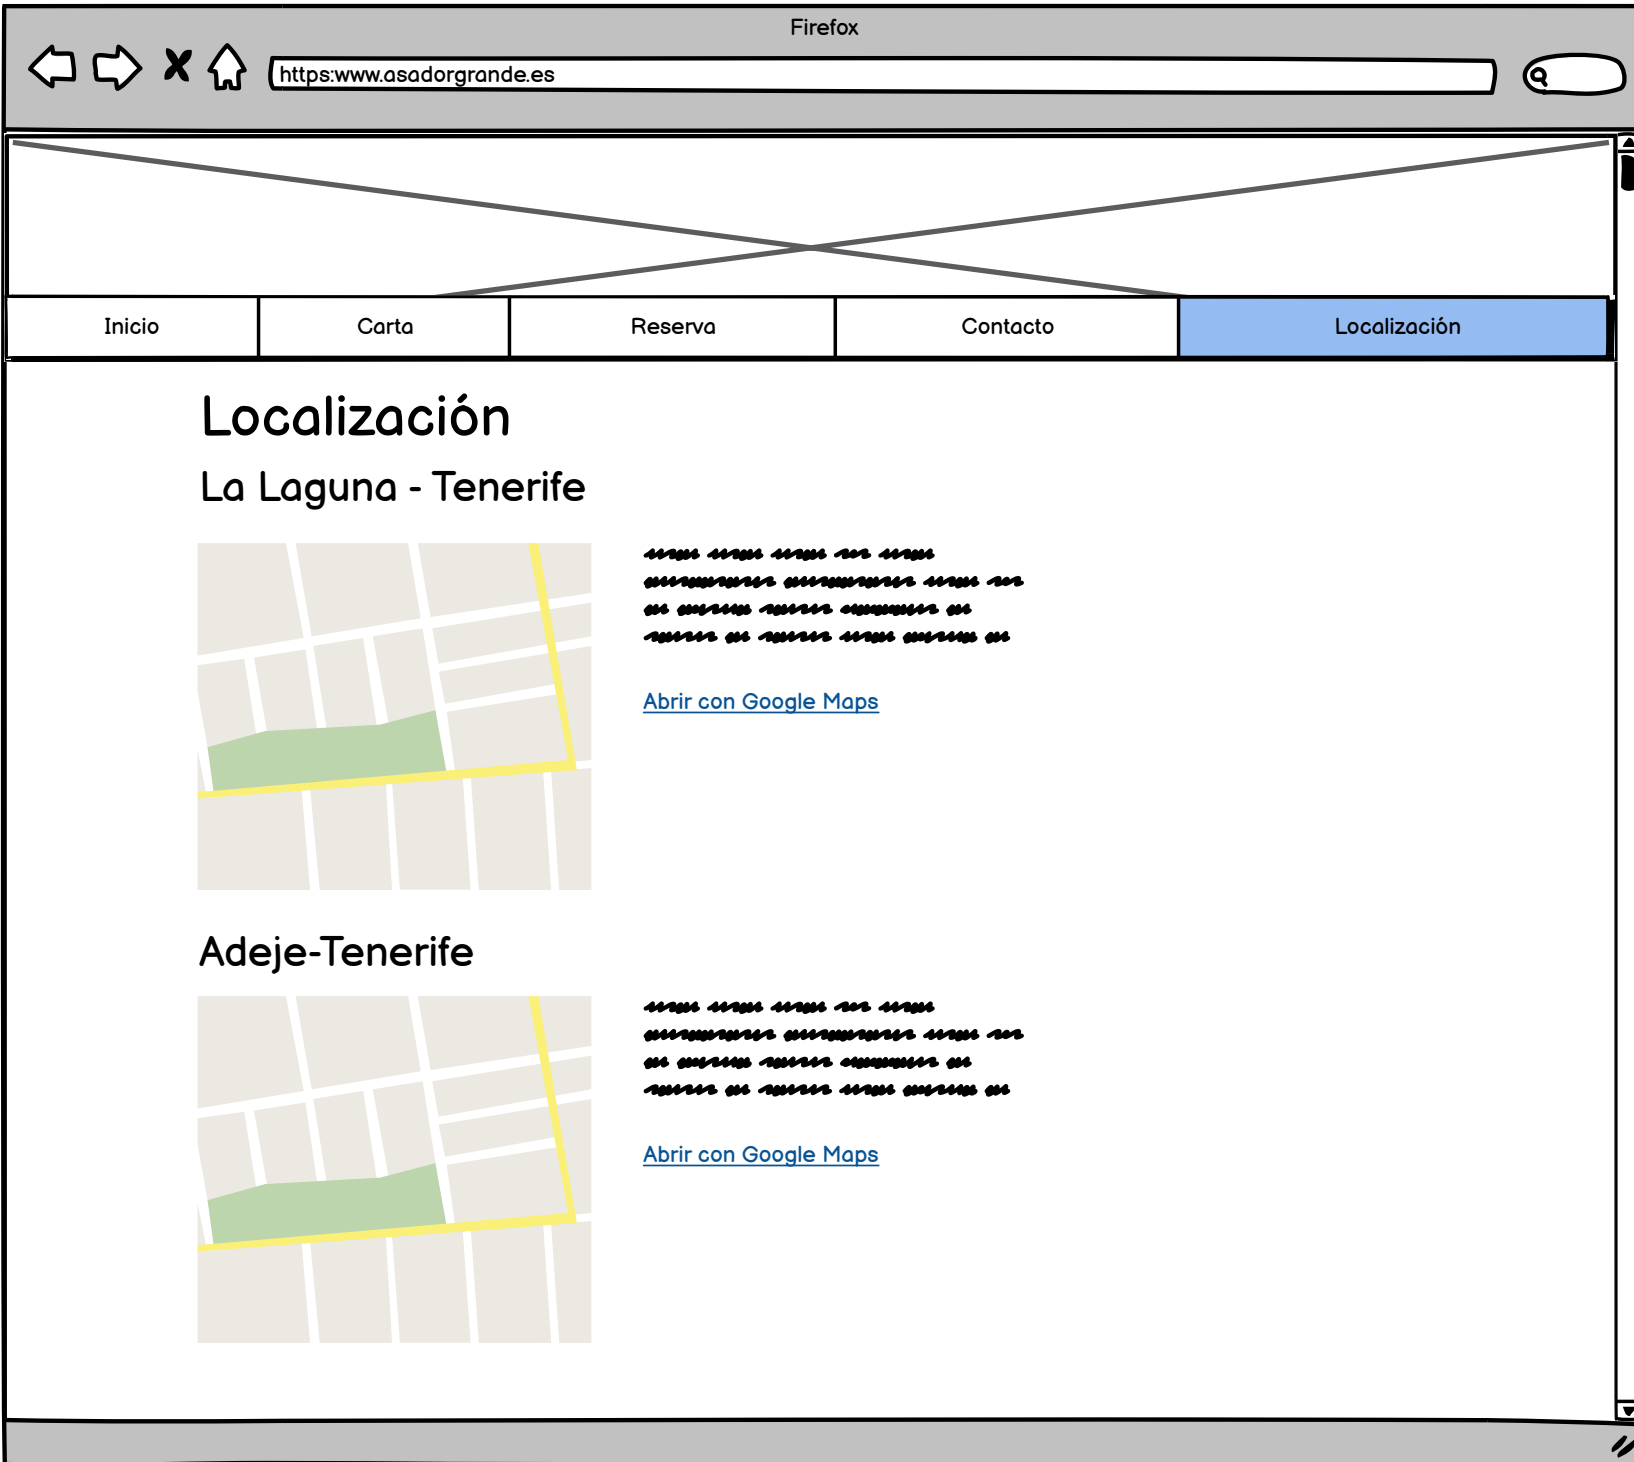 Firefox
https:www.asadorgrande.es
Inicio
Carta
Reserva
Contacto
Localización
Localización
La Laguna - Tenerife
Abrir con Google Maps
Adeje-Tenerife
Abrir con Google Maps